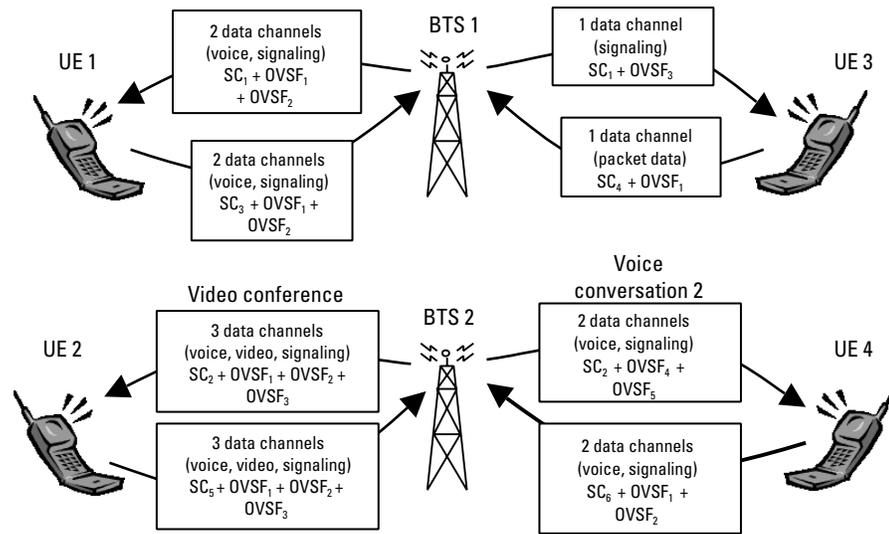 BTS 1
UE 1
2 data channels
(voice, signaling)
SC₁ + OVSF₁
+ OVSF₂
1 data channel
(signaling)
SC₁ + OVSF₃
UE 3
2 data channels
(voice, signaling)
SC₃ + OVSF₁ +
OVSF₂
1 data channel
(packet data)
SC₄ + OVSF₁
Video conference
Voice
conversation 2
BTS 2
UE 2
3 data channels
(voice, video, signaling)
SC₂ + OVSF₁ + OVSF₂ +
OVSF₃
2 data channels
(voice, signaling)
SC₂ + OVSF₄ +
OVSF₅
UE 4
3 data channels
(voice, video, signaling)
SC₅ + OVSF₁ + OVSF₂ +
OVSF₃
2 data channels
(voice, signaling)
SC₆ + OVSF₁ +
OVSF₂